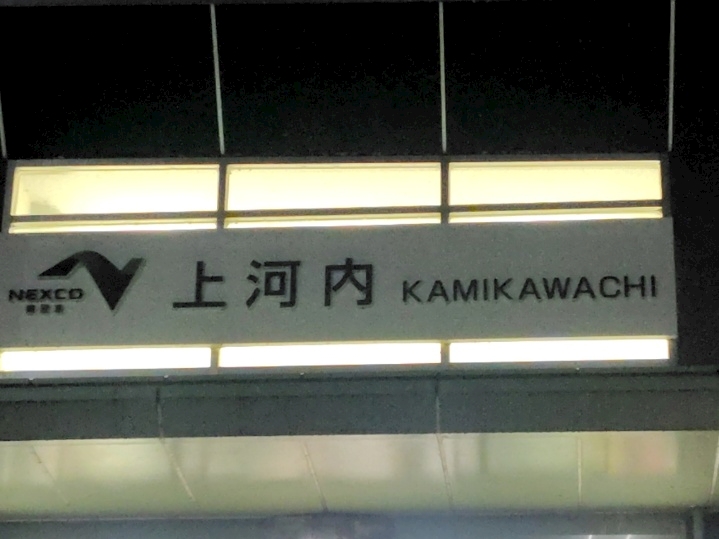 NEXCO
上河内 KAMIKAWACHI